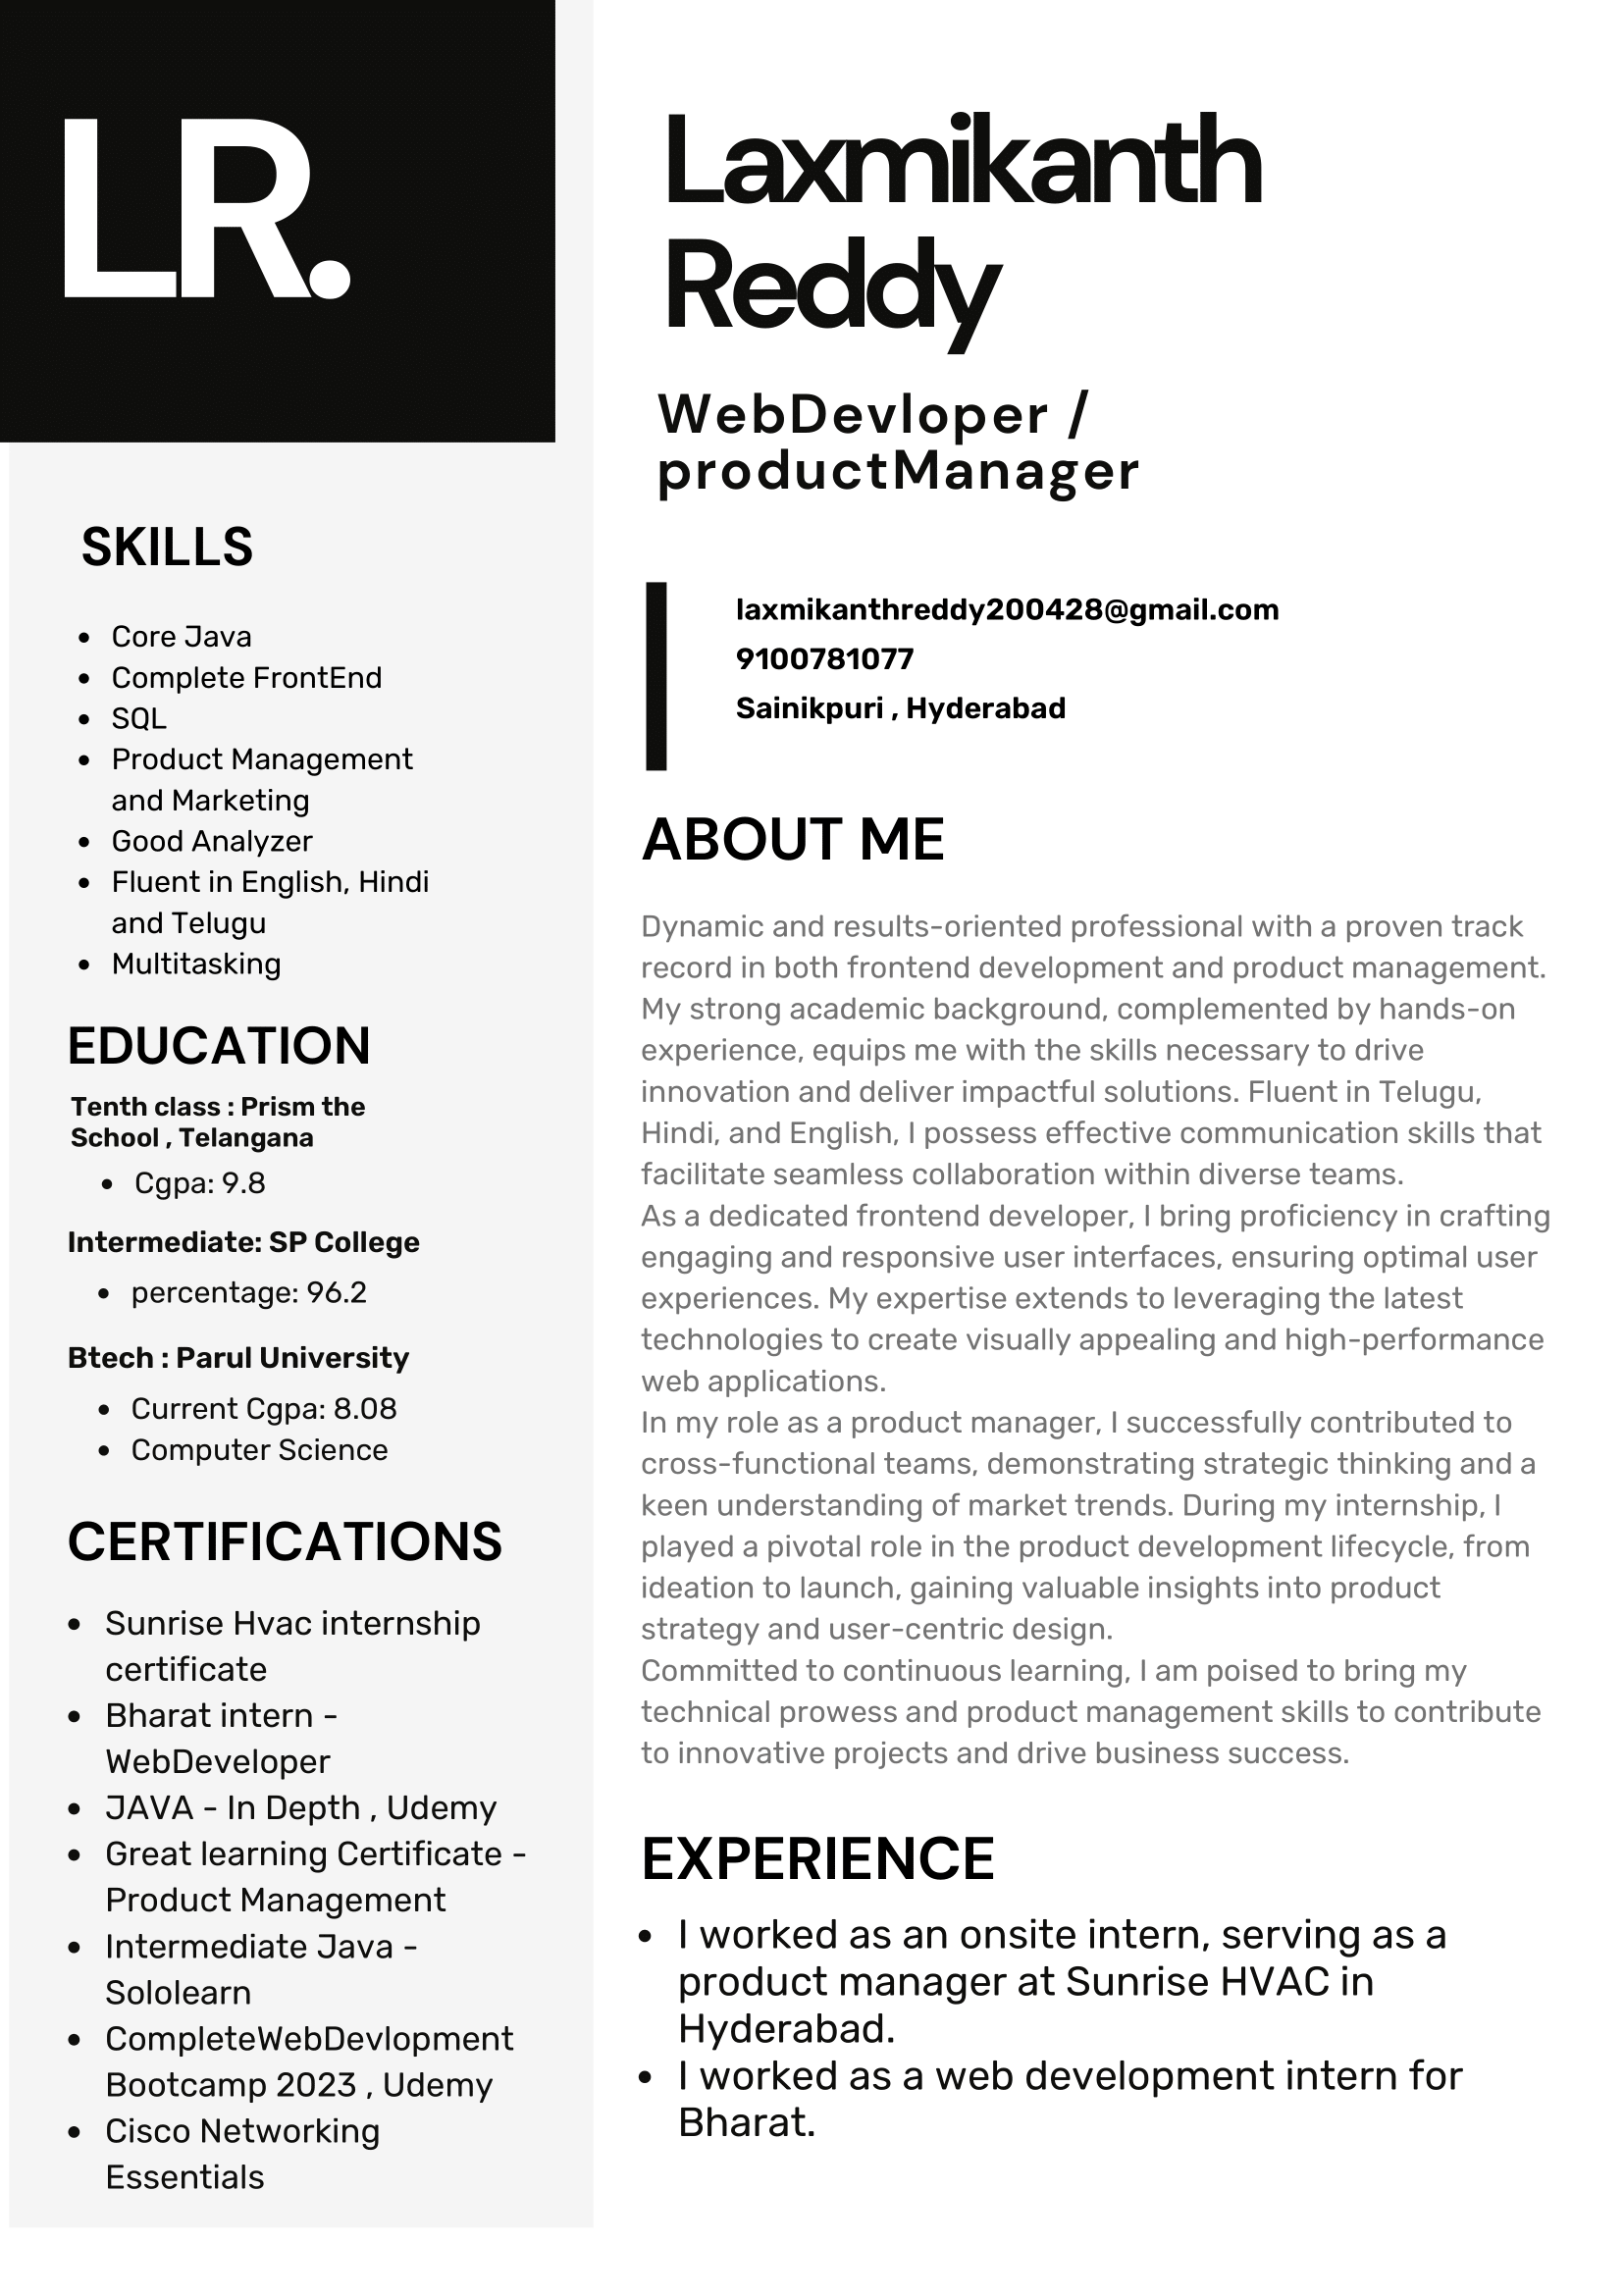 LR.
Laxmikanth
Reddy
WebDevloper /
productManager
laxmikanthreddy200428@gmail.com
9100781077
Sainikpuri , Hyderabad
SKILLS
Core Java
Complete FrontEnd
SQL
Product Management
and Marketing
Good Analyzer
Fluent in English, Hindi
and Telugu
Multitasking
EDUCATION
Tenth class : Prism the
School , Telangana
Cgpa: 9.8
Intermediate: SP College
percentage: 96.2
Btech : Parul University
Current Cgpa: 8.08
Computer Science
CERTIFICATIONS
Sunrise Hvac internship
certificate
Bharat intern -
WebDeveloper
JAVA - In Depth , Udemy
Great learning Certificate -
Product Management
Intermediate Java -
Sololearn
CompleteWebDevlopment
Bootcamp 2023 , Udemy
Cisco Networking
Essentials
ABOUT ME
Dynamic and results-oriented professional with a proven track
record in both frontend development and product management.
My strong academic background, complemented by hands-on
experience, equips me with the skills necessary to drive
innovation and deliver impactful solutions. Fluent in Telugu,
Hindi, and English, I possess effective communication skills that
facilitate seamless collaboration within diverse teams.
As a dedicated frontend developer, I bring proficiency in crafting
engaging and responsive user interfaces, ensuring optimal user
experiences. My expertise extends to leveraging the latest
technologies to create visually appealing and high-performance
web applications.
In my role as a product manager, I successfully contributed to
cross-functional teams, demonstrating strategic thinking and a
keen understanding of market trends. During my internship, I
played a pivotal role in the product development lifecycle, from
ideation to launch, gaining valuable insights into product
strategy and user-centric design.
Committed to continuous learning, I am poised to bring my
technical prowess and product management skills to contribute
to innovative projects and drive business success.
EXPERIENCE
I worked as an onsite intern, serving as a
product manager at Sunrise HVAC in
Hyderabad.
I worked as a web development intern for
Bharat.